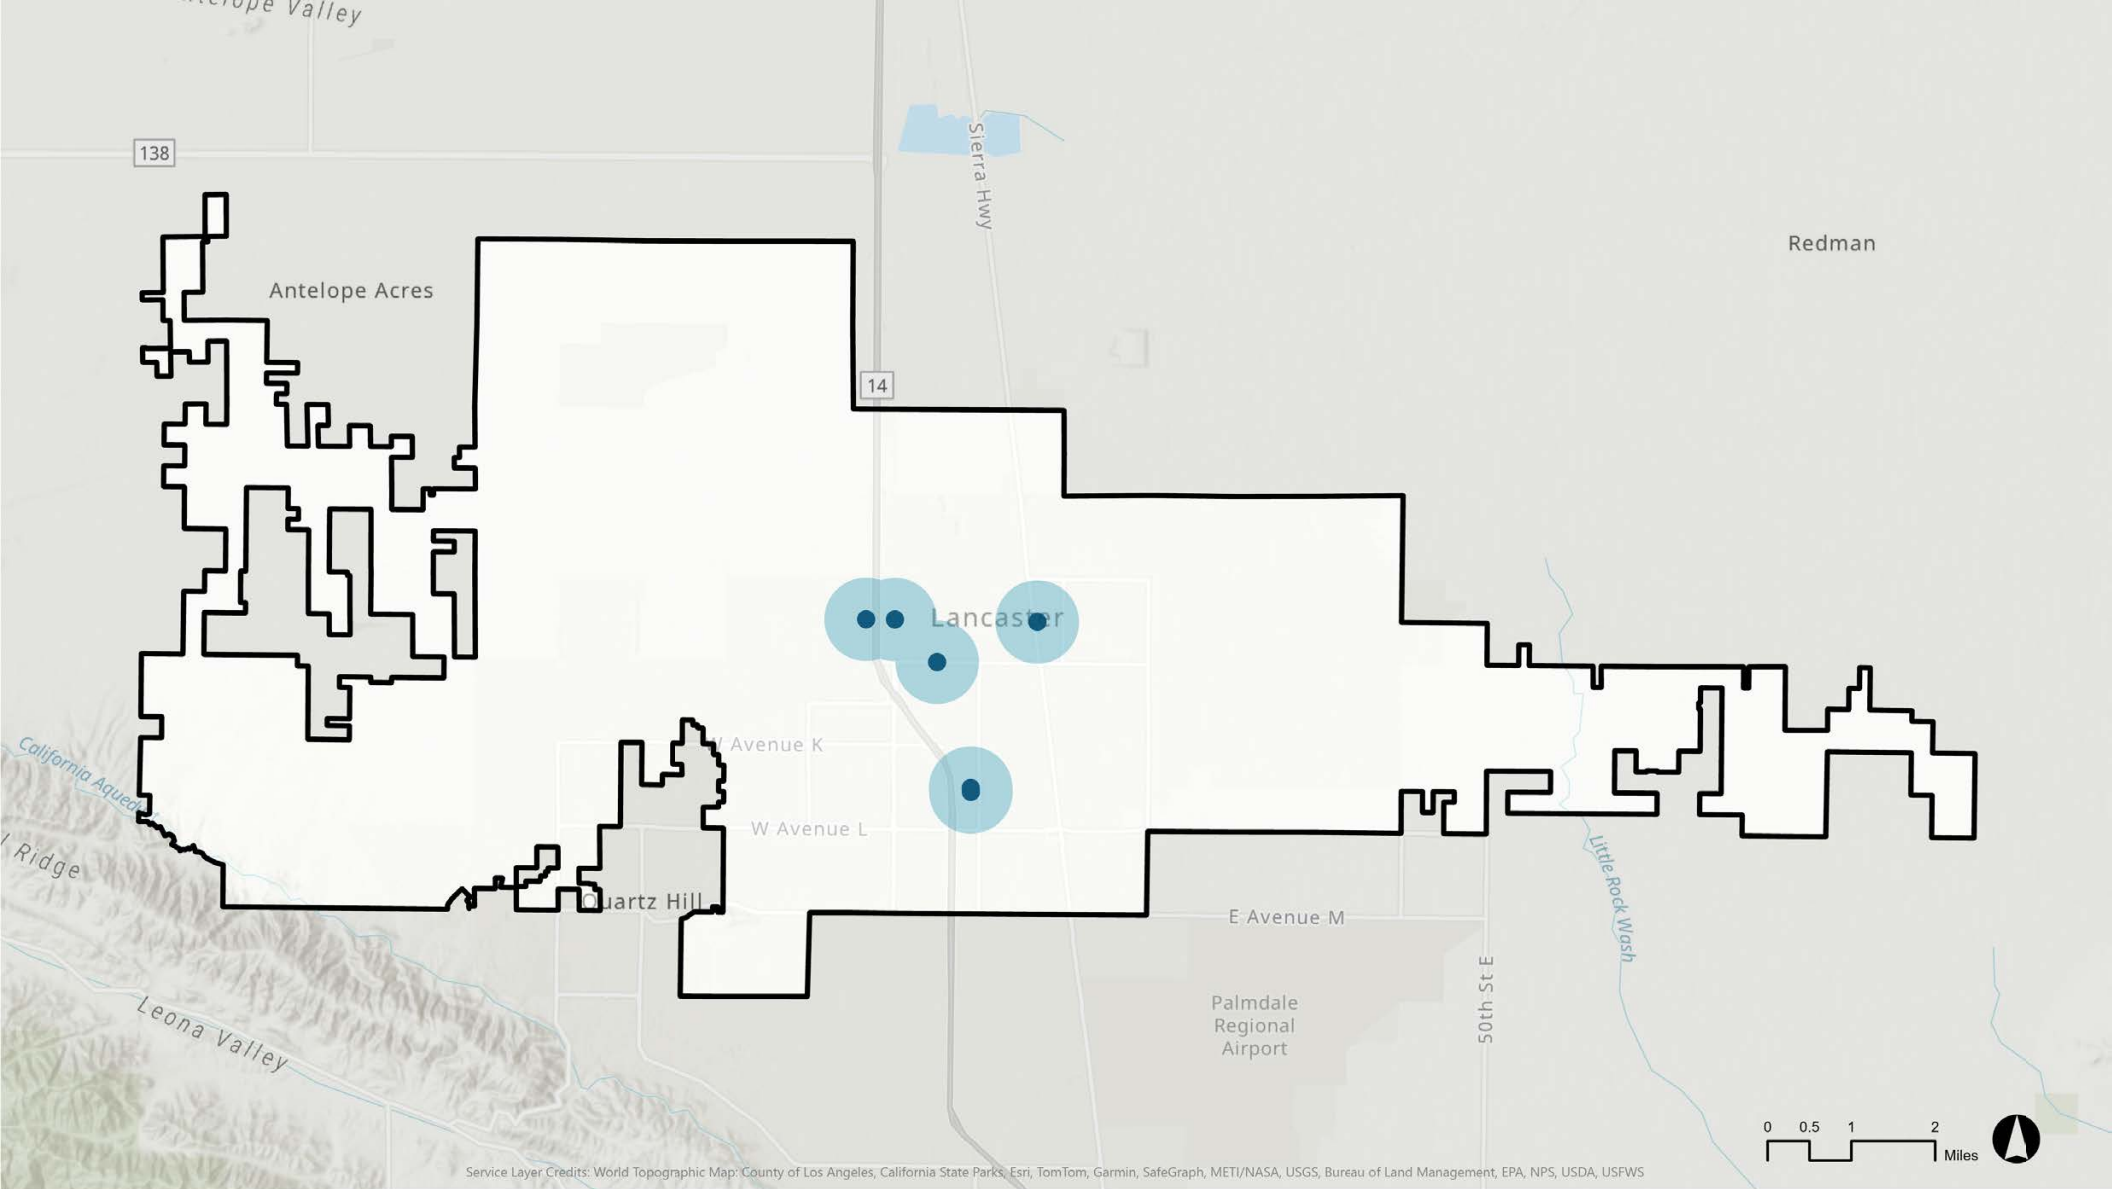 Valley
138
Sierra Hwy
Redman
Antelope Acres
14
Lancaster
California
W Avenue K
W Avenue L
Ridge
Quartz Hill
Little Rock Wash
E Avenue M
50th St E
Palmdale
Regional
Airport
Leona Valley
0 0.5 1 2
Miles
Service Layer Credits: World Topographic Map: County of Los Angeles, California State Parks, Esri, TomTom, Garmin, SafeGraph, METI/NASA, USGS, Bureau of Land Management, EPA, NPS, USDA, USFWS